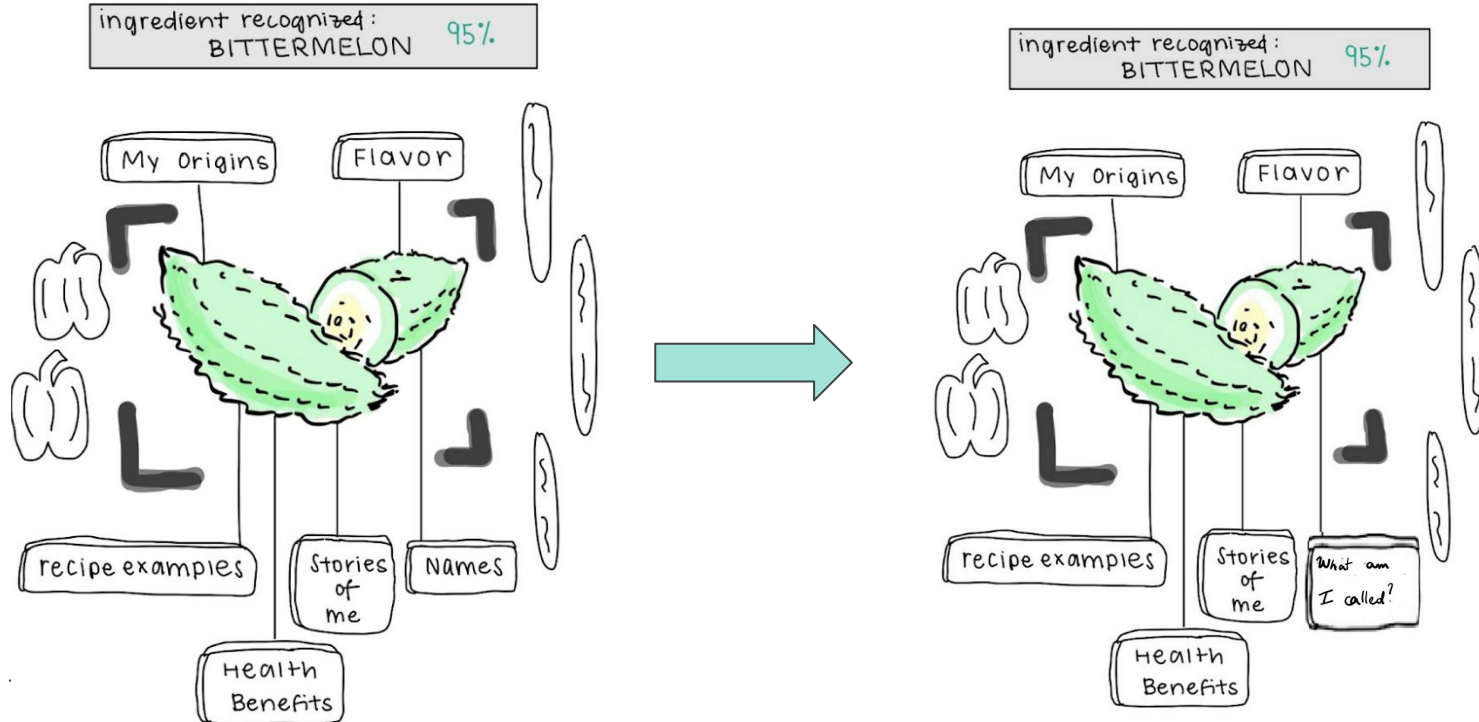 ingredient recognized:
BITTERMELON 95%
My Origins
Flavor
recipe examples
Stories
of
me
Names
Health
Benefits
ingredient recognized:
BITTERMELON 95%
My Origins
Flavor
recipe examples
Stories
of
me
What am
I called?
Health
Benefits